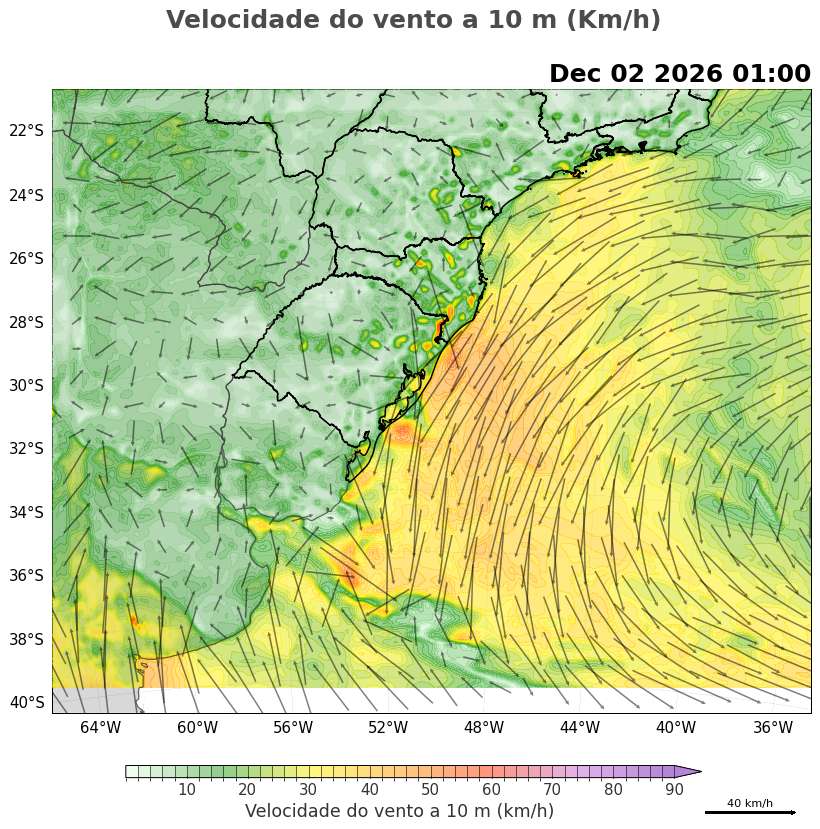 Velocidade do vento a 10 m (Km/h)
Dec 02 2026 01:00
22°S
24°S
26°S
28°S
30°S
32°S
34°S
36°S
38°S
40°S
64°W 60°W 56°W 52°W 48°W 44°W 40°W 36°W
10 20 30 40 50 60 70 80 90
Velocidade do vento a 10 m (km/h)
40 km/h